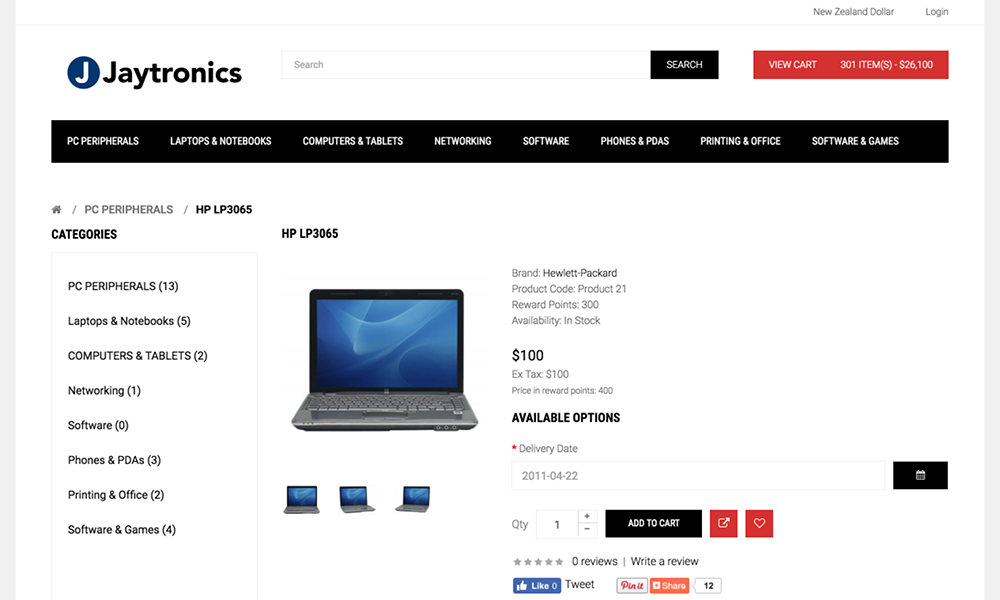 New Zealand Dollar Login
J Jaytronics
Search SEARCH VIEW CART 301 ITEM(S) - $26,100
PC PERIPHERALS LAPTOPS & NOTEBOOKS COMPUTERS & TABLETS NETWORKING SOFTWARE PHONES & PDAS PRINTING & OFFICE SOFTWARE & GAMES
/ PC PERIPHERALS / HP LP3065
CATEGORIES
PC PERIPHERALS (13)
Laptops & Notebooks (5)
COMPUTERS & TABLETS (2)
Networking (1)
Software (0)
Phones & PDAs (3)
Printing & Office (2)
Software & Games (4)
HP LP3065
Brand: Hewlett-Packard
Product Code: Product 21
Reward Points: 300
Availability: In Stock
$100
Ex Tax: $100
Price in reward points: 400
AVAILABLE OPTIONS
* Delivery Date
2011-04-22
Qty 1 + - ADD TO CART
0 reviews | Write a review
Like 0 Tweet Pin it Share 12